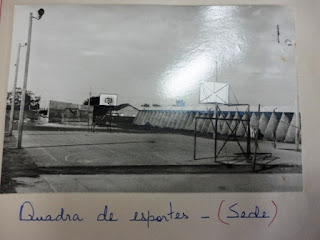 Quadra de esportes - (Sede)